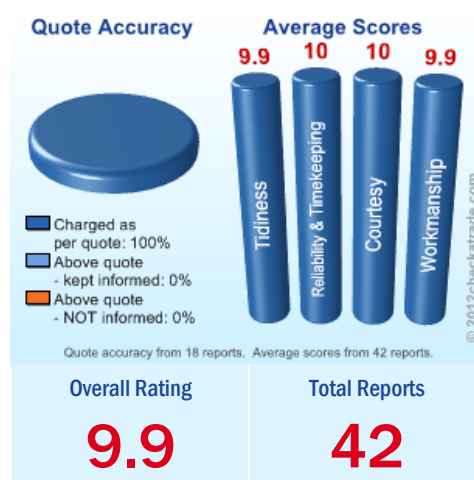 Quote Accuracy
Charged as
per quote: 100%
Above quote
- kept informed: 0%
Above quote
- NOT informed: 0%
Average Scores
9.9 10 10 9.9
Tidiness
Reliability & Timekeeping
Courtesy
Workmanship
© 2012checkatrade.com
Quote accuracy from 18 reports. Average scores from 42 reports.
Overall Rating
9.9
Total Reports
42